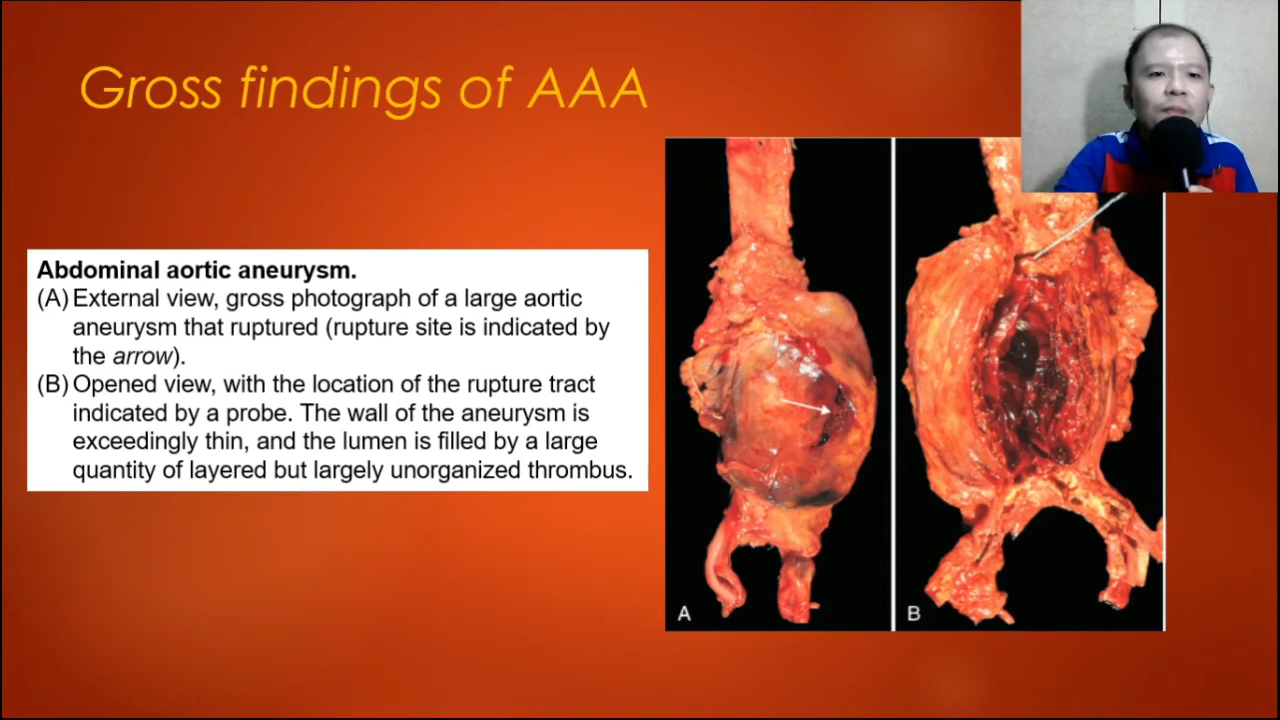 Gross findings of AAA
Abdominal aortic aneurysm.
(A) External view, gross photograph of a large aortic
aneurysm that ruptured (rupture site is indicated by
the arrow).
(B) Opened view, with the location of the rupture tract
indicated by a probe. The wall of the aneurysm is
exceedingly thin, and the lumen is filled by a large
quantity of layered but largely unorganized thrombus.
A
B